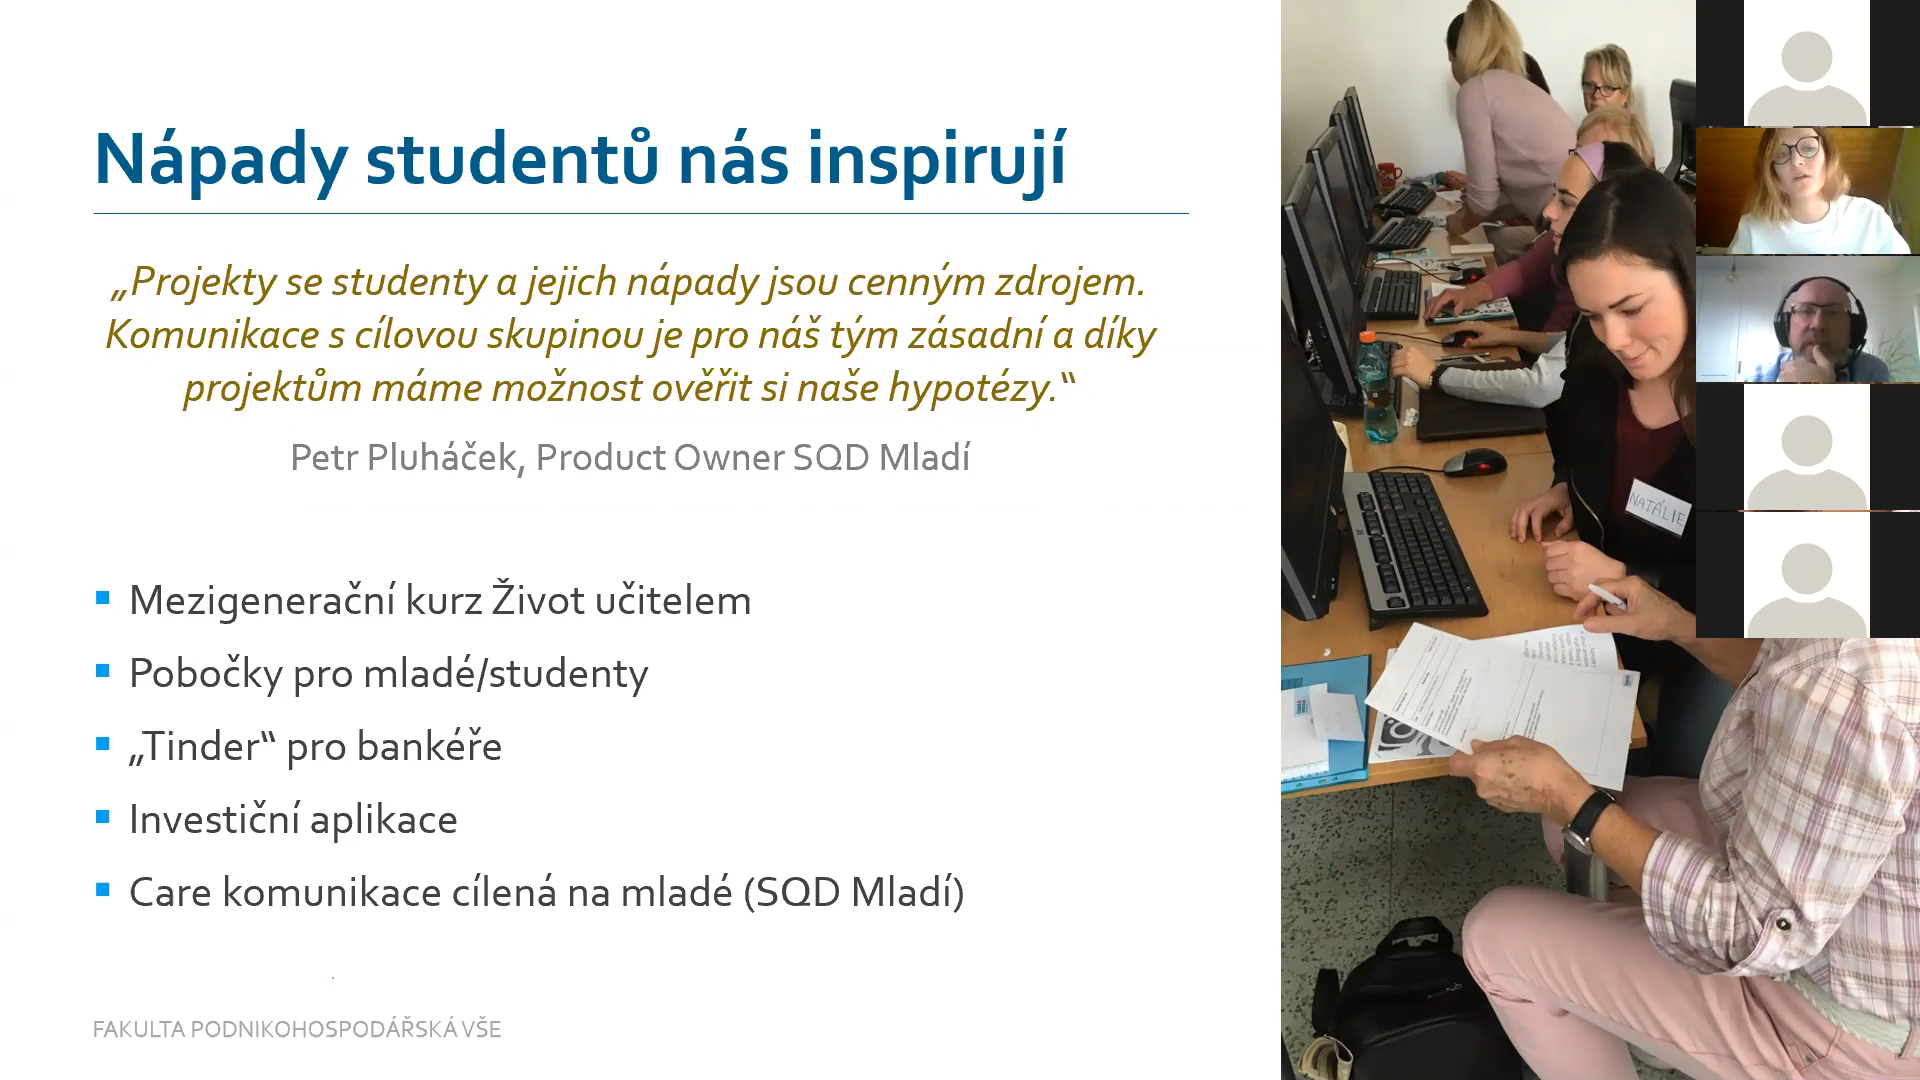 Nápady studentů nás inspirují
„Projekty se studenty a jejich nápady jsou cenným zdrojem.
Komunikace s cílovou skupinou je pro náš tým zásadní a díky
projektům máme možnost ověřit si naše hypotézy.“
Petr Pluháček, Product Owner SQD Mladí
Mezigenerační kurz Život učitelem
Pobočky pro mladé/studenty
„Tinder“ pro bankéře
Investiční aplikace
Care komunikace cílená na mladé (SQD Mladí)
FAKULTA PODNIKOHOSPODÁŘSKÁ VŠE
NATÁLIE